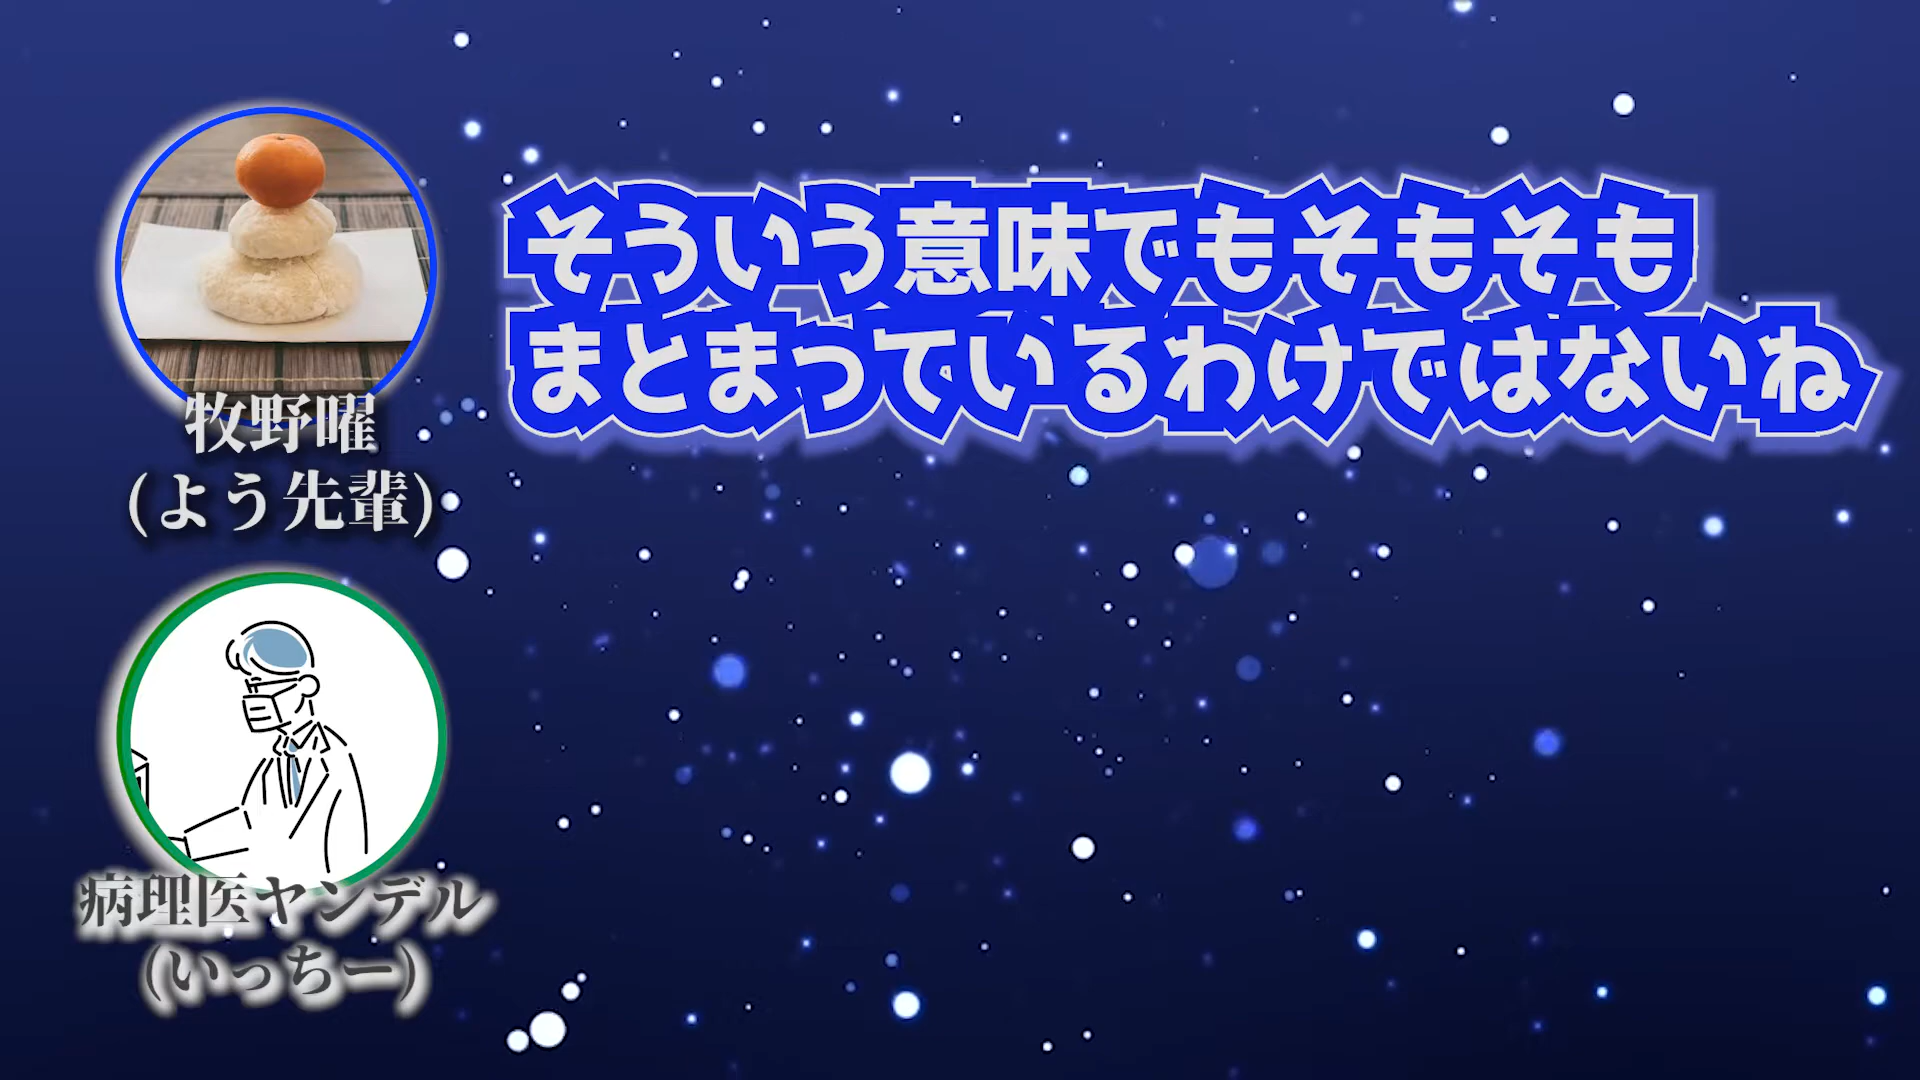 そういう意味でもそもそも
まとまっているわけではないね
牧野曜
(よう先輩)
病理医ヤンデル
(いっちー)